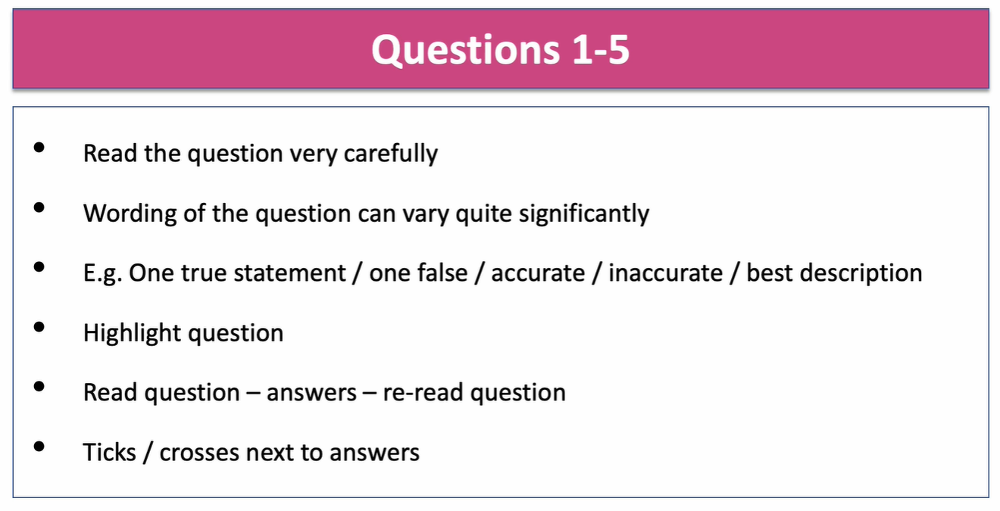 Questions 1-5
• Read the question very carefully
• Wording of the question can vary quite significantly
• E.g. One true statement / one false / accurate / inaccurate / best description
• Highlight question
• Read question – answers – re-read question
• Ticks / crosses next to answers